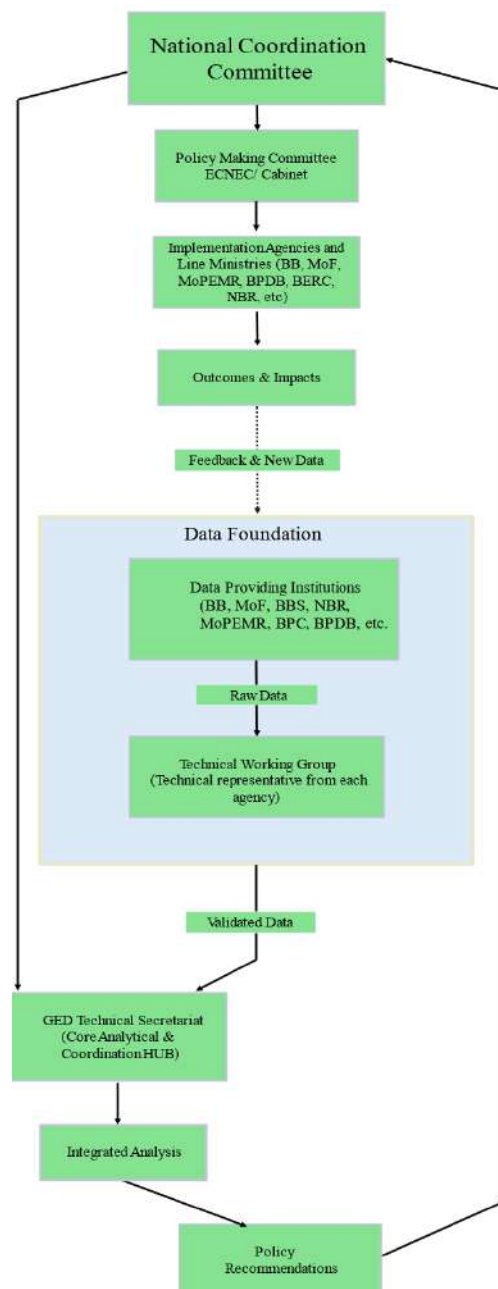 National Coordination
Committee
Policy Making Committee
ECNEC/ Cabinet
Implementation Agencies and
Line Ministries (BB, MoF,
MoPEMR, BPDB, BERC,
NBR, etc)
Outcomes & Impacts
Feedback & New Data
Data Foundation
Data Providing Institutions
(BB, MoF, BBS, NBR,
MoPEMR, BPC, BPDB, etc.
Raw Data
Technical Working Group
(Technical representative from each
agency)
Validated Data
GED Technical Secretariat
(Core Analytical &
Coordination HUB)
Integrated Analysis
Policy
Recommendations